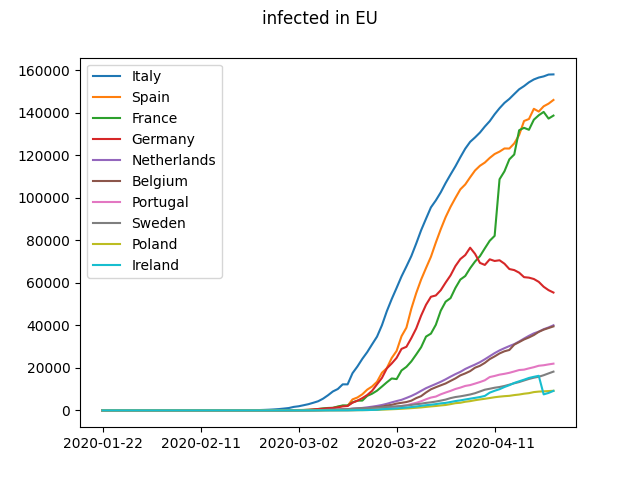 infected in EU
160000
140000
120000
100000
80000
60000
40000
20000
0
Italy
Spain
France
Germany
Netherlands
Belgium
Portugal
Sweden
Poland
Ireland
2020-01-22 2020-02-11 2020-03-02 2020-03-22 2020-04-11